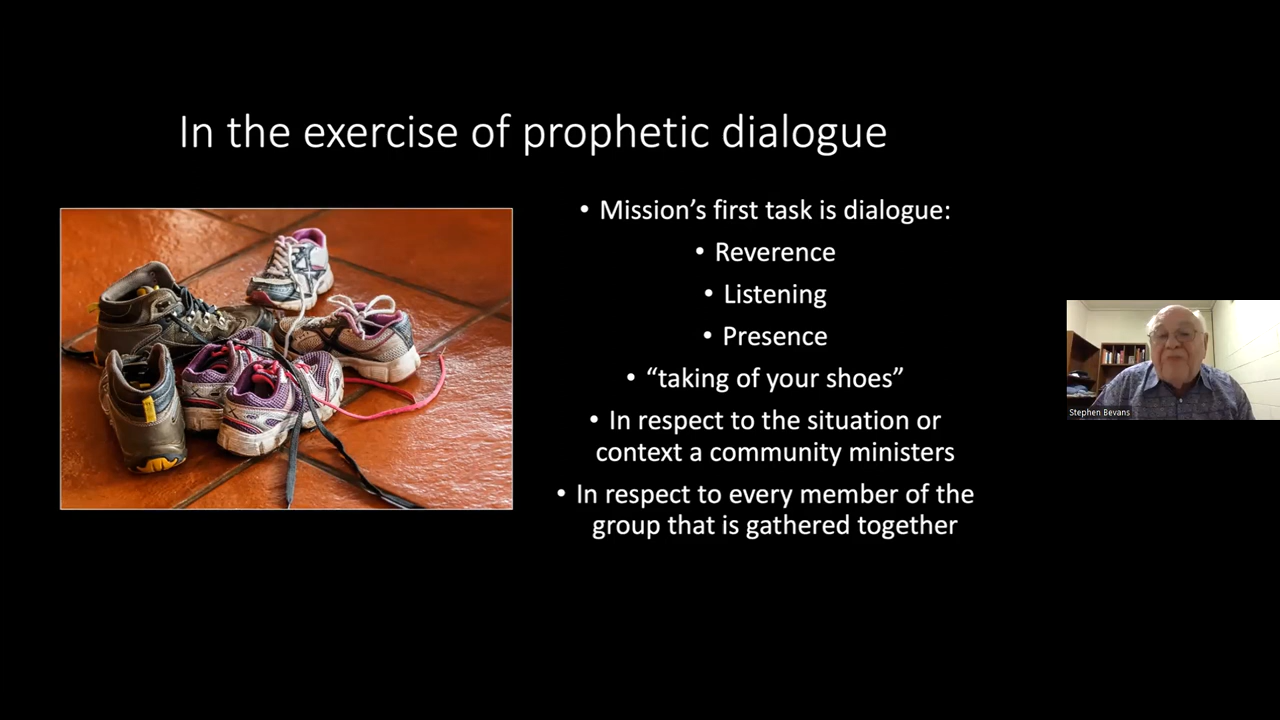 In the exercise of prophetic dialogue
• Mission’s first task is dialogue:
• Reverence
• Listening
• Presence
• “taking of your shoes”
• In respect to the situation or
context a community ministers
• In respect to every member of the
group that is gathered together
Stephen Bevans